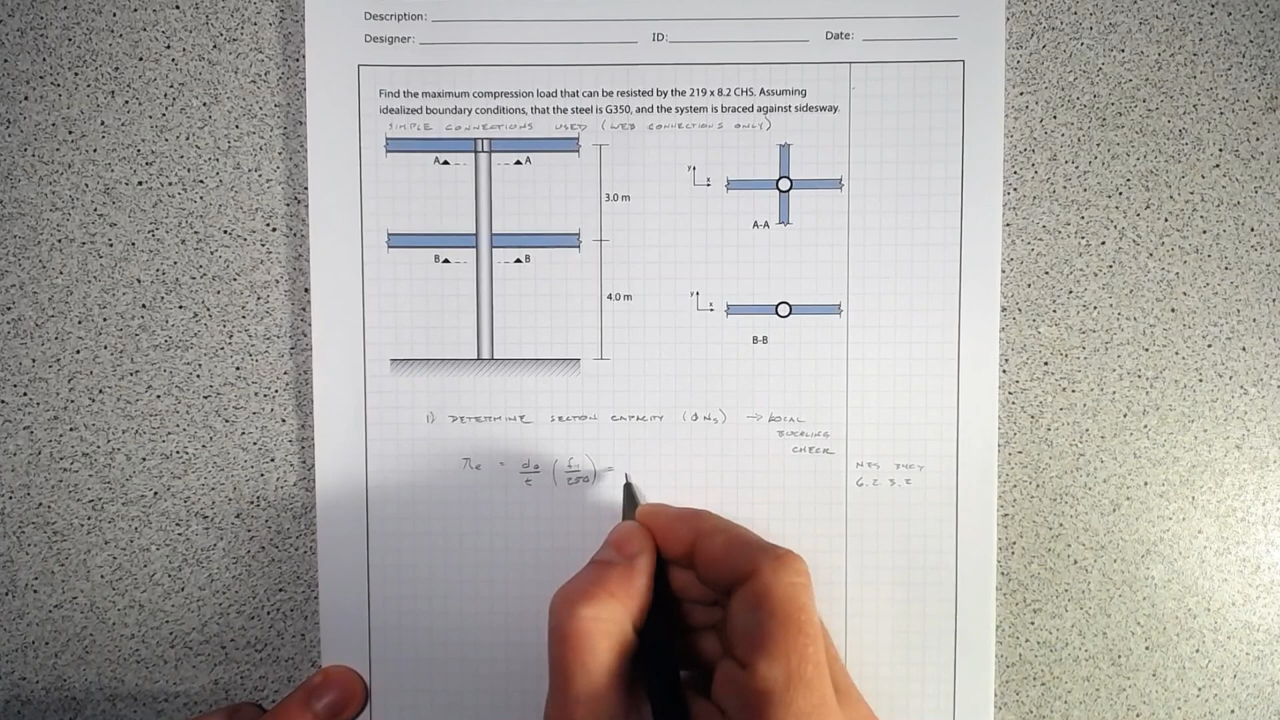 Description:
Designer: ID: Date:
Find the maximum compression load that can be resisted by the 219 x 8.2 CHS. Assuming
idealized boundary conditions, that the steel is G350, and the system is braced against sidesway.
SIMPLE CONNECTIONS USED (WEB CONNECTIONS ONLY)
A A
3.0 m
y
x
A-A
B B
4.0 m
y
x
B-B
1) DETERMINE SECTION CAPACITY (ΦNs) → LOCAL
BUCKLING
CHECK
λe = do/t (fy/250) =
NZS 3404
6.2.3.2